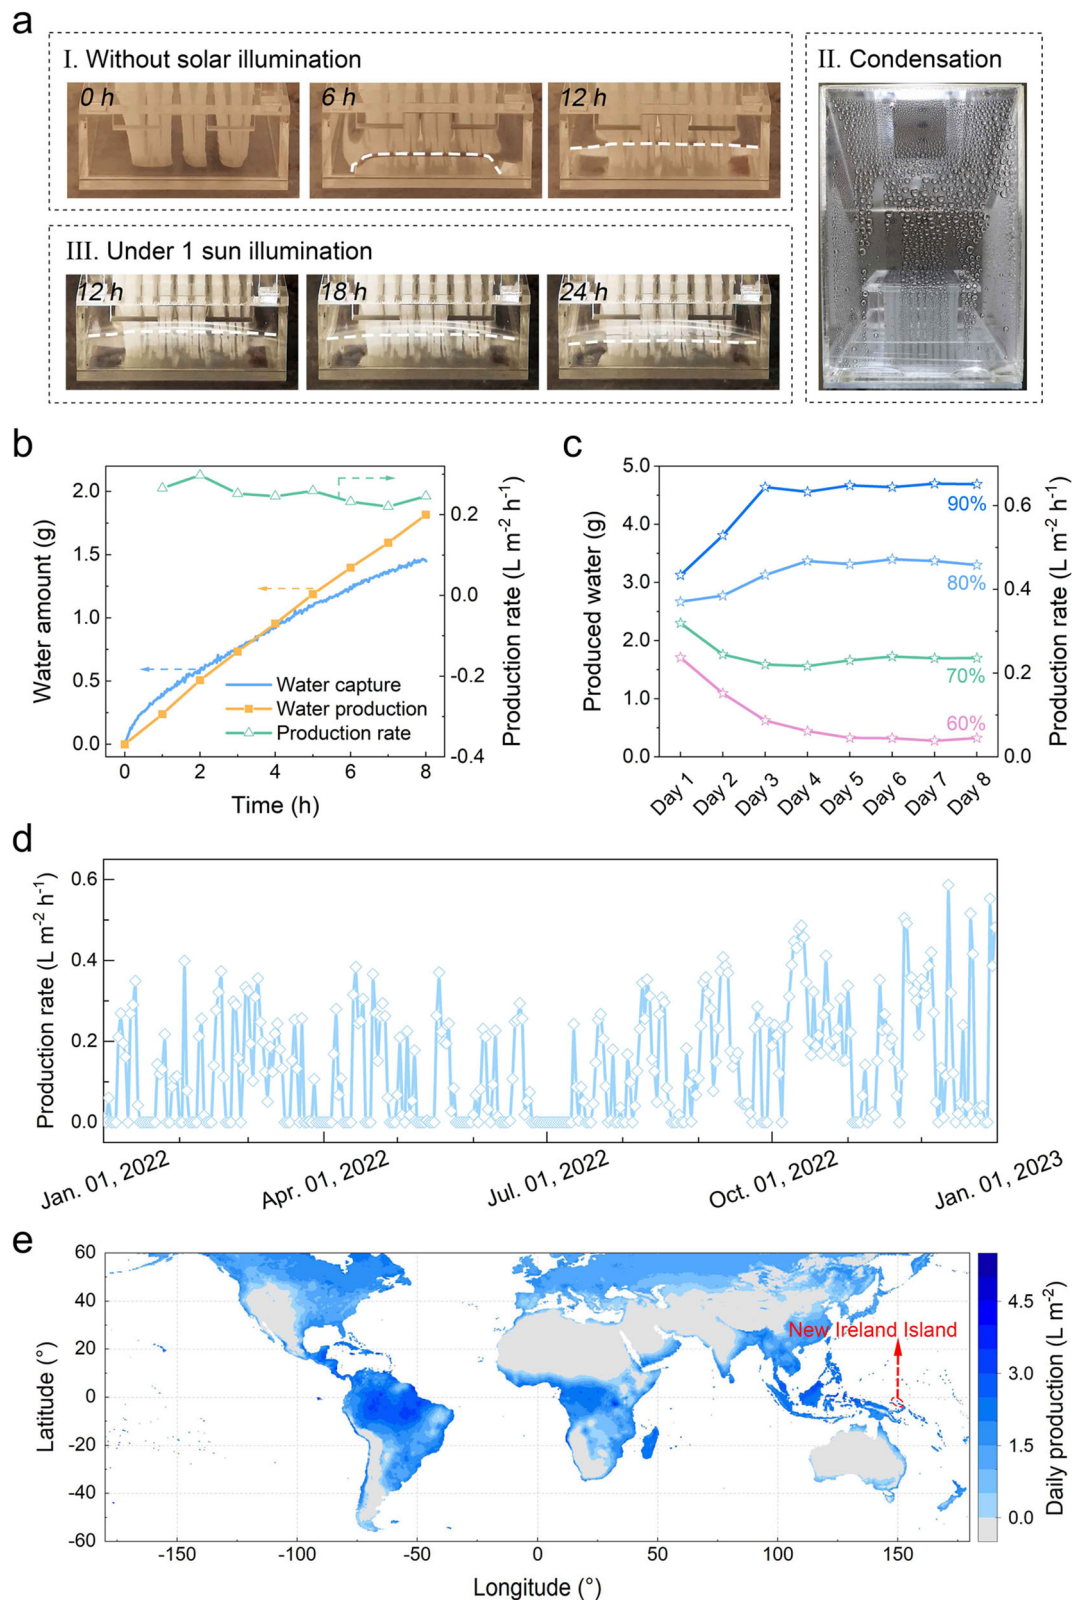 a
I. Without solar illumination
0 h
6 h
12 h
II. Condensation
III. Under 1 sun illumination
12 h
18 h
24 h
b
Water amount (g)
2.0
1.5
1.0
0.5
0.0
0
2
4
6
8
Time (h)
Water capture
Water production
Production rate
0.2
0.0
-0.2
-0.4
Production rate (L m⁻² h⁻¹)
c
Produced water (g)
5.0
4.0
3.0
2.0
1.0
0.0
90%
80%
70%
60%
Day 1
Day 2
Day 3
Day 4
Day 5
Day 6
Day 7
Day 8
0.6
0.4
0.2
0.0
Production rate (L m⁻² h⁻¹)
d
Production rate (L m⁻² h⁻¹)
0.6
0.4
0.2
0.0
Jan. 01, 2022
Apr. 01, 2022
Jul. 01, 2022
Oct. 01, 2022
Jan. 01, 2023
e
Latitude (°)
60
40
20
0
-20
-40
-60
New Ireland Island
-150
-100
-50
0
50
100
150
Longitude (°)
4.5
3.0
1.5
0.0
Daily production (L m⁻²)